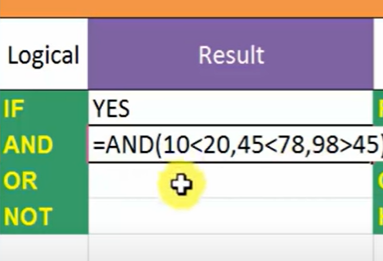 Logical Result
IF YES
AND =AND(10<20,45<78,98>45)
OR
NOT